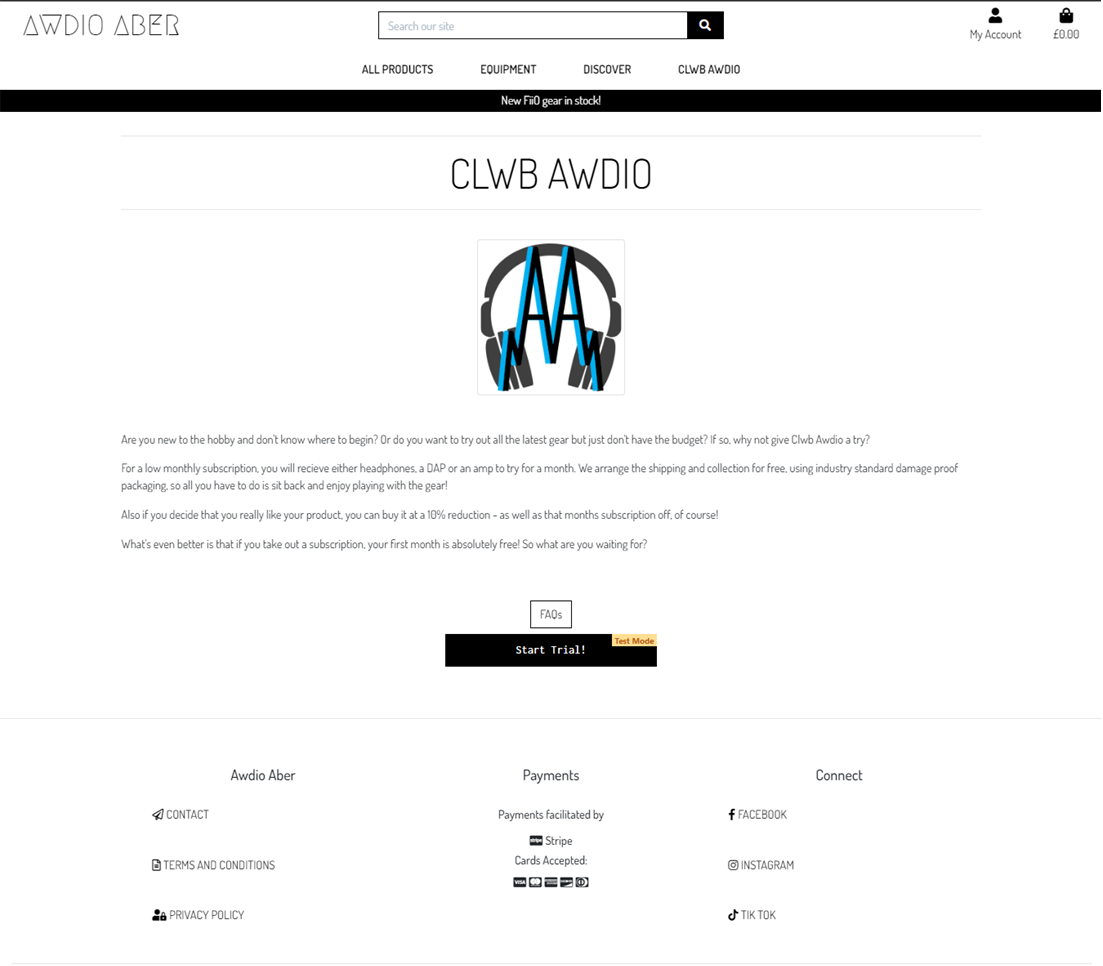 AWDIO ABER
Search our site
My Account
£0.00
ALL PRODUCTS
EQUIPMENT
DISCOVER
CLWB AWDIO
New FiiO gear in stock!
CLWB AWDIO
Are you new to the hobby and don't know where to begin? Or do you want to try out all the latest gear but just don't have the budget? If so, why not give Clwb Awdio a try?
For a low monthly subscription, you will recieve either headphones, a DAP or an amp to try for a month. We arrange the shipping and collection for free, using industry standard damage proof
packaging, so all you have to do is sit back and enjoy playing with the gear!
Also if you decide that you really like your product, you can buy it at a 10% reduction - as well as that months subscription off, of course!
What's even better is that if you take out a subscription, your first month is absolutely free! So what are you waiting for?
FAQs
Test Mode
Start Trial!
Awdio Aber
CONTACT
TERMS AND CONDITIONS
PRIVACY POLICY
Payments
Payments facilitated by
stripe Stripe
Cards Accepted:
VISA
Connect
FACEBOOK
INSTAGRAM
TIK TOK